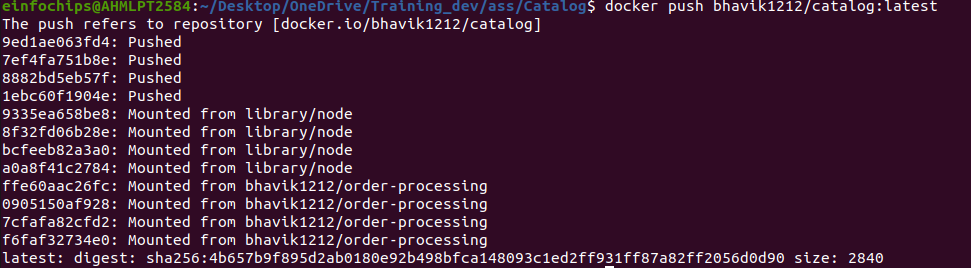 einfochips@AHMLPT2584:~/Desktop/OneDrive/Training_dev/ass/Catalog$ docker push bhavik1212/catalog:latest
The push refers to repository [docker.io/bhavik1212/catalog]
9ed1ae063fd4: Pushed
7ef4fa751b8e: Pushed
8882bd5eb57f: Pushed
1ebc60f1904e: Pushed
9335ea658be8: Mounted from library/node
8f32fd06b28e: Mounted from library/node
bcfeeb82a3a0: Mounted from library/node
a0a8f41c2784: Mounted from library/node
ffe60aac26fc: Mounted from bhavik1212/order-processing
0905150af928: Mounted from bhavik1212/order-processing
7cfafa82cfd2: Mounted from bhavik1212/order-processing
f6faf32734e0: Mounted from bhavik1212/order-processing
latest: digest: sha256:4b657b9f895d2ab0180e92b498bfca148093c1ed2ff931ff87a82ff2056d0d90 size: 2840